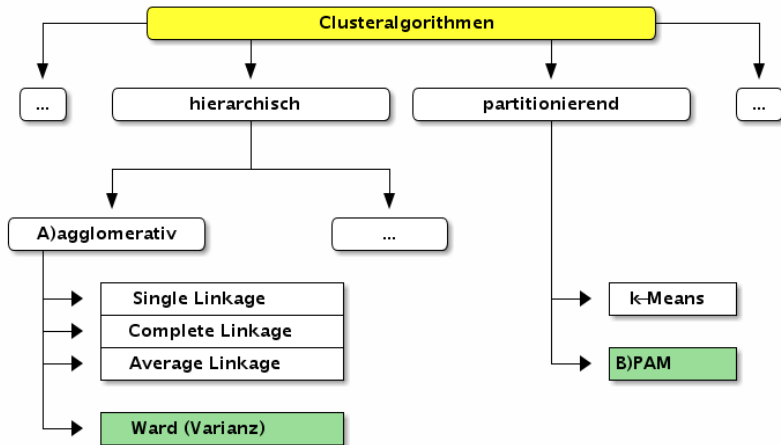 Clusteralgorithmen
...
hierarchisch
partitionierend
...
A)agglomerativ
...
Single Linkage
k-Means
Complete Linkage
Average Linkage
B)PAM
Ward (Varianz)